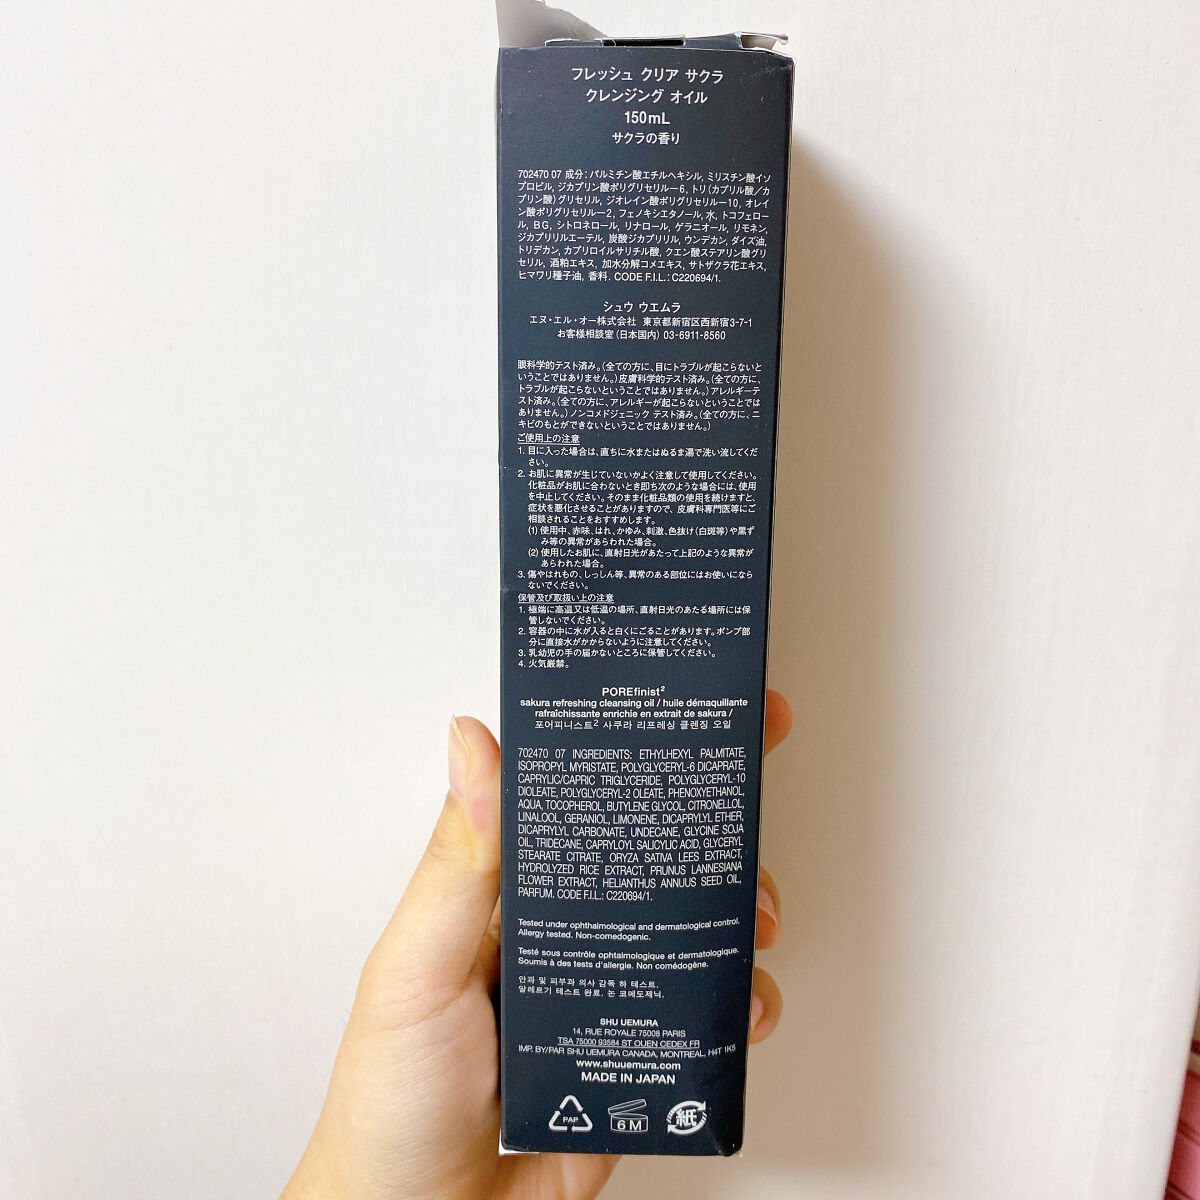 フレッシュ クリア サクラ
クレンジング オイル
150mL
サクラの香り
702470 07 成分：パルミチン酸エチルヘキシル, ミリスチン酸イソ
プロピル, ジカプリン酸ポリグリセリル－6, トリ（カプリル酸／カ
プリン酸）グリセリル, ジオレイン酸ポリグリセリル－10, オレイ
ン酸ポリグリセリル－2, フェノキシエタノール, 水, トコフェロー
ル, BG, シトロネロール, リナロール, ゲラニオール, リモネン,
ジカプリリルエーテル, 炭酸ジカプリリル, ウンデカン, ダイズ油,
トリデカン, カプリロイルサリチル酸, クエン酸ステアリン酸グリ
セリル, 酒粕エキス, 加水分解コメエキス, サトザクラ花エキス,
ヒマワリ種子油, 香料. CODE F.I.L.: C220694/1.
シュウ ウエムラ
エヌ・エル・オー株式会社 東京都新宿区西新宿3-7-1
お客様相談室（日本国内）03-6911-8560
眼科学的テスト済み。（全ての方に、目にトラブルが起こらないと
いうことではありません。）皮膚科学的テスト済み。（全ての方に、
トラブルが起こらないということではありません。）アレルギーテ
スト済み。（全ての方に、アレルギーが起こらないということでは
ありません。）ノンコメドジェニック テスト済み。（全ての方に、ニ
キビのもとができないということではありません。）
ご使用上の注意
1. 目に入った場合は、直ちに水またはぬるま湯で洗い流してくだ
さい。
2. お肌に異常が生じていないかよく注意して使用してください。
化粧品がお肌に合わないとき即ち次のような場合には、使用
を中止してください。そのまま化粧品類の使用を続けますと、
症状を悪化させることがありますので、皮膚科専門医等にご
相談されることをおすすめします。
(1) 使用中、赤味、はれ、かゆみ、刺激、色抜け（白斑等）や黒ず
み等の異常があらわれた場合。
(2) 使用したお肌に、直射日光があたって上記のような異常が
あらわれた場合。
3. 傷やはれもの、しっしん等、異常のある部位にはお使いになら
ないでください。
保管及び取扱い上の注意
1. 極端に高温又は低温の場所、直射日光のあたる場所には保
管しないでください。
2. 容器の中に水が入ると白くにごることがあります。ポンプ部
分に直接水がかからないように注意してください。
3. 乳幼児の手の届かないところに保管してください。
4. 火気厳禁。
POREfinist²
sakura refreshing cleansing oil / huile démaquillante
rafraîchissante enrichie en extrait de sakura /
포어피니스트² 사쿠라 리프레싱 클렌징 오일
702470 07 INGREDIENTS: ETHYLHEXYL PALMITATE,
ISOPROPYL MYRISTATE, POLYGLYCERYL-6 DICAPRATE,
CAPRYLIC/CAPRIC TRIGLYCERIDE, POLYGLYCERYL-10
DIOLEATE, POLYGLYCERYL-2 OLEATE, PHENOXYETHANOL,
AQUA, TOCOPHEROL, BUTYLENE GLYCOL, CITRONELLOL,
LINALOOL, GERANIOL, LIMONENE, DICAPRYLYL ETHER,
DICAPRYLYL CARBONATE, UNDECANE, GLYCINE SOJA
OIL, TRIDECANE, CAPRYLOYL SALICYLIC ACID, GLYCERYL
STEARATE CITRATE, ORYZA SATIVA LEES EXTRACT,
HYDROLYZED RICE EXTRACT, PRUNUS LANNESIANA
FLOWER EXTRACT, HELIANTHUS ANNUUS SEED OIL,
PARFUM. CODE F.I.L.: C220694/1.
Tested under ophthalmological and dermatological control.
Allergy tested. Non-comedogenic.
Testé sous contrôle ophtalmologique et dermatologique.
Soumis à des tests d'allergie. Non comédogène.
안과 및 피부과 의사 감독 하 테스트.
알레르기 테스트 완료. 논 코메도제닉.
SHU UEMURA
14, RUE ROYALE 75008 PARIS
TSA 75000 93584 ST OUEN CEDEX FR
IMP. BY/PAR SHU UEMURA CANADA, MONTREAL, H4T 1K5
www.shuuemura.com
MADE IN JAPAN
PAP
6 M
紙